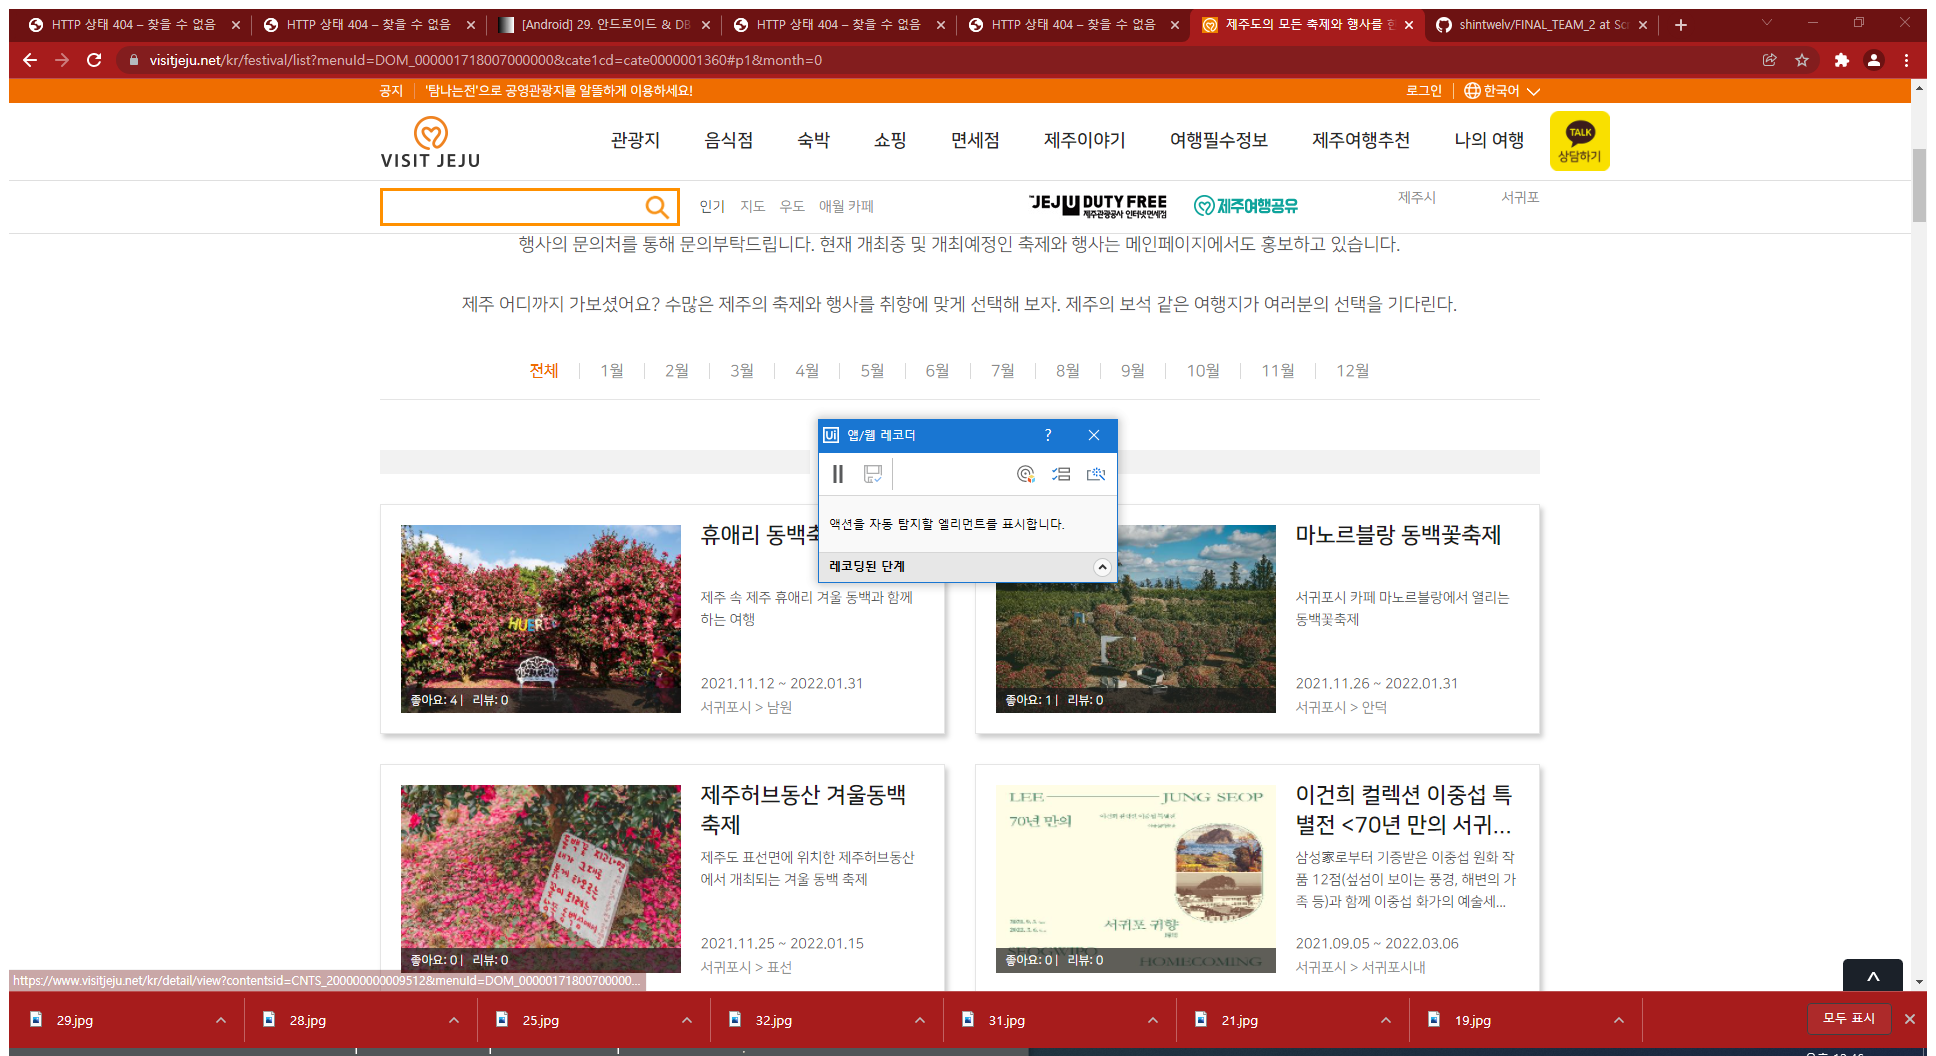 HTTP 상태 404 – 찾을 수 없음
HTTP 상태 404 – 찾을 수 없음
[Android] 29. 안드로이드 & DB
HTTP 상태 404 – 찾을 수 없음
HTTP 상태 404 – 찾을 수 없음
제주도의 모든 축제와 행사를 한
shintwelv/FINAL_TEAM_2 at Scr
visitjeju.net/kr/festival/list?menuId=DOM_000001718007000000&cate1cd=cate0000001360#p1&month=0
공지 '탐나는전'으로 공영관광지를 알뜰하게 이용하세요!
로그인 한국어
VISIT JEJU
관광지 음식점 숙박 쇼핑 면세점 제주이야기 여행필수정보 제주여행추천 나의 여행
TALK
상담하기
인기 지도 우도 애월 카페
JEJU DUTY FREE
제주관광공사 인터넷면세점
제주여행공유
제주시 서귀포
행사의 문의처를 통해 문의부탁드립니다. 현재 개최중 및 개최예정인 축제와 행사는 메인페이지에서도 홍보하고 있습니다.
제주 어디까지 가보셨어요? 수많은 제주의 축제와 행사를 취향에 맞게 선택해 보자. 제주의 보석 같은 여행지가 여러분의 선택을 기다린다.
전체 1월 2월 3월 4월 5월 6월 7월 8월 9월 10월 11월 12월
Ui 앱/웹 레코더 ?
액션을 자동 탐지할 엘리먼트를 표시합니다.
레코딩된 단계
휴애리 동백축
제주 속 제주 휴애리 겨울 동백과 함께
하는 여행
2021.11.12 ~ 2022.01.31
서귀포시 > 남원
HUEREE
좋아요: 4 | 리뷰: 0
마노르블랑 동백꽃축제
서귀포시 카페 마노르블랑에서 열리는
동백꽃축제
2021.11.26 ~ 2022.01.31
서귀포시 > 안덕
좋아요: 1 | 리뷰: 0
제주허브동산 겨울동백
축제
제주도 표선면에 위치한 제주허브동산
에서 개최되는 겨울 동백 축제
2021.11.25 ~ 2022.01.15
서귀포시 > 표선
좋아요: 0 | 리뷰: 0
이건희 컬렉션 이중섭 특
별전 <70년 만의 서귀...
삼성家로부터 기증받은 이중섭 원화 작
품 12점(섶섬이 보이는 풍경, 해변의 가
족 등)과 함께 이중섭 화가의 예술세...
2021.09.05 ~ 2022.03.06
서귀포시 > 서귀포시내
LEE JUNG SEOP
70년 만의
서귀포 귀향
SEOGWIPO
HOMECOMING
좋아요: 0 | 리뷰: 0
https://www.visitjeju.net/kr/detail/view?contentsid=CNTS_200000000009512&menuId=DOM_00000171800700000...
29.jpg
28.jpg
25.jpg
32.jpg
31.jpg
21.jpg
19.jpg
모두 표시